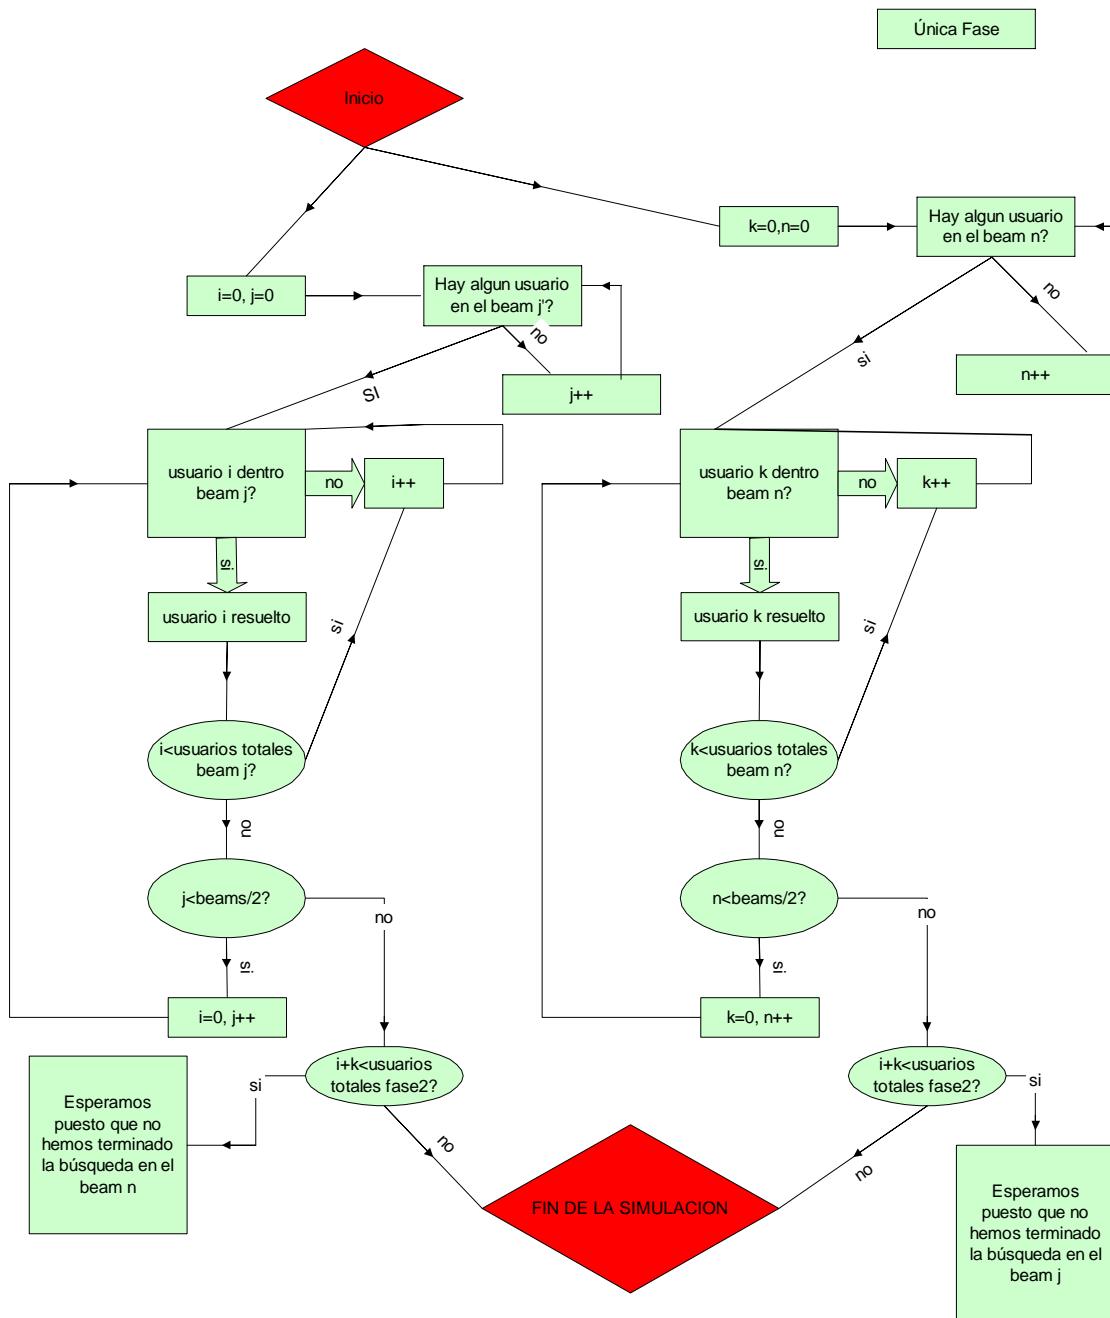 Única Fase
Inicio
k=0,n=0
Hay algun usuario
en el beam n?
i=0, j=0
Hay algun usuario
en el beam j'?
no
no
si
SI
n++
j++
usuario i dentro
beam j?
no
i++
usuario k dentro
beam n?
no
k++
si
si
usuario i resuelto
si
usuario k resuelto
si
i<usuarios totales
beam j?
k<usuarios totales
beam n?
no
no
j<beams/2?
no
n<beams/2?
no
si
si
i=0, j++
k=0, n++
i+k<usuarios
totales fase2?
si
i+k<usuarios
totales fase2?
si
Esperamos
puesto que no
hemos terminado
la búsqueda en el
beam n
no
no
FIN DE LA SIMULACION
Esperamos
puesto que no
hemos terminado
la búsqueda en el
beam j